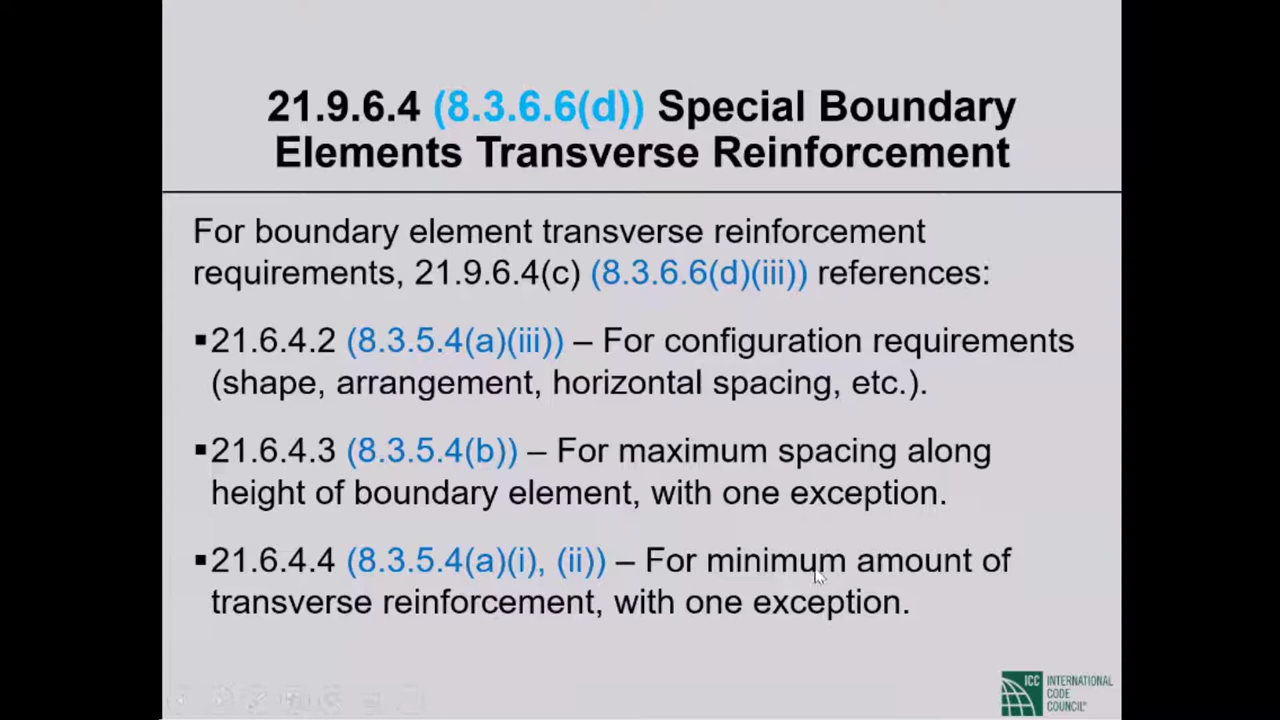 21.9.6.4 (8.3.6.6(d)) Special Boundary
Elements Transverse Reinforcement
For boundary element transverse reinforcement
requirements, 21.9.6.4(c) (8.3.6.6(d)(iii)) references:
▪21.6.4.2 (8.3.5.4(a)(iii)) – For configuration requirements
(shape, arrangement, horizontal spacing, etc.).
▪21.6.4.3 (8.3.5.4(b)) – For maximum spacing along
height of boundary element, with one exception.
▪21.6.4.4 (8.3.5.4(a)(i), (ii)) – For minimum amount of
transverse reinforcement, with one exception.
ICC INTERNATIONAL
CODE
COUNCIL®